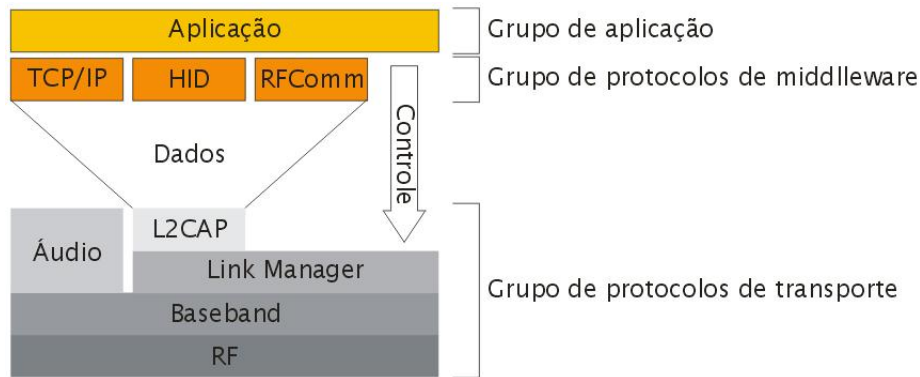 Aplicação
Grupo de aplicação
TCP/IP
HID
RFComm
Grupo de protocolos de middlleware
Controle
Dados
L2CAP
Áudio
Link Manager
Grupo de protocolos de transporte
Baseband
RF